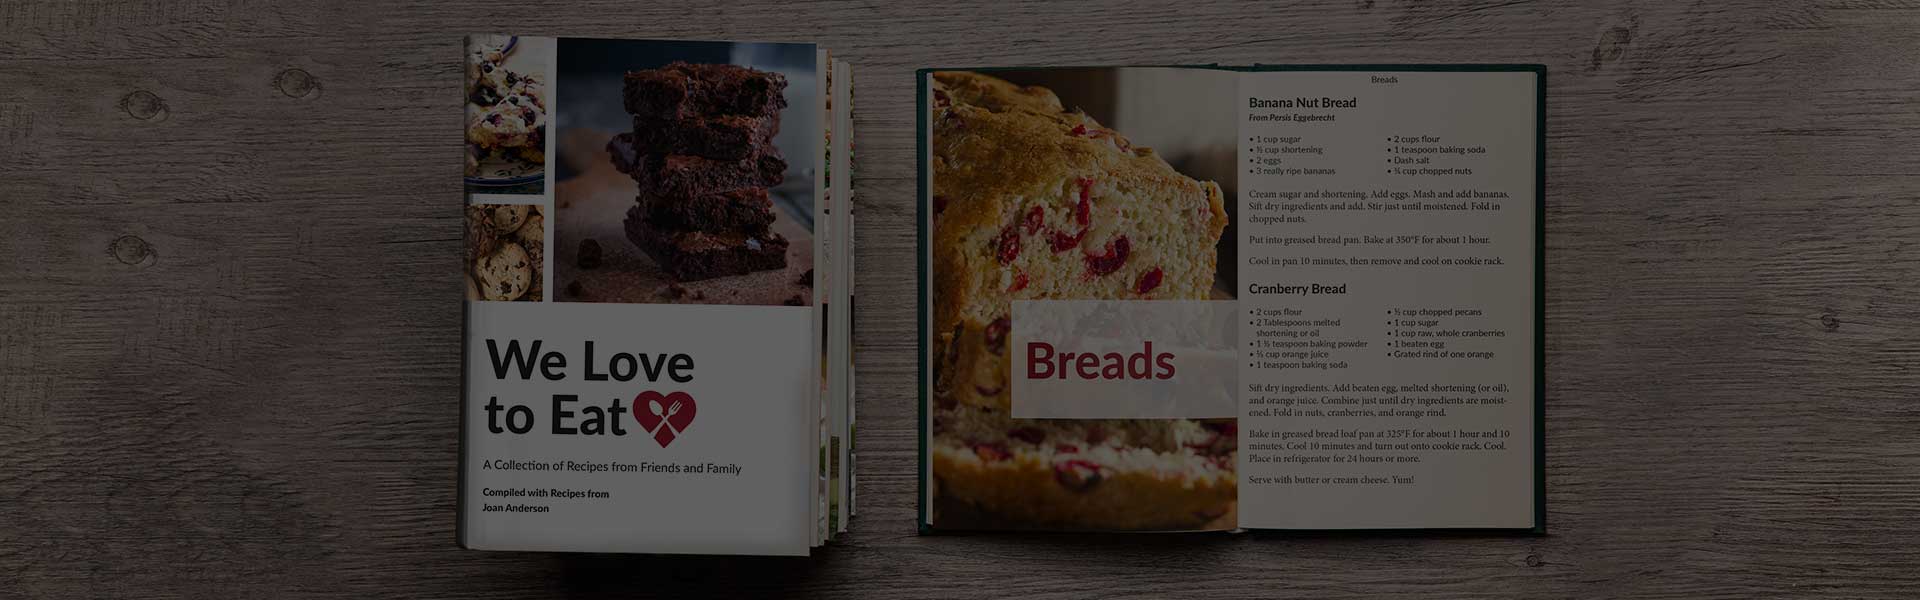 We Love
to Eat
A Collection of Recipes from Friends and Family
Compiled with Recipes from
Joan Anderson
Breads
Breads
Banana Nut Bread
From Persis Eggebrecht
• 1 cup sugar
• ½ cup shortening
• 2 eggs
• 3 really ripe bananas
• 2 cups flour
• 1 teaspoon baking soda
• Dash salt
• ¼ cup chopped nuts
Cream sugar and shortening. Add eggs. Mash and add bananas.
Sift dry ingredients and add. Stir just until moistened. Fold in
chopped nuts.
Put into greased bread pan. Bake at 350°F for about 1 hour.
Cool in pan 10 minutes, then remove and cool on cookie rack.
Cranberry Bread
• 2 cups flour
• 2 Tablespoons melted
shortening or oil
• 1 ½ teaspoon baking powder
• cup orange juice
• 1 teaspoon baking soda
• ½ cup chopped pecans
• 1 cup sugar
• 1 cup raw, whole cranberries
• 1 beaten egg
• Grated rind of one orange
Sift dry ingredients. Add beaten egg, melted shortening (or oil),
and orange juice. Combine just until dry ingredients are moist-
ened. Fold in nuts, cranberries, and orange rind.
Bake in greased bread loaf pan at 325°F for about 1 hour and 10
minutes. Cool 10 minutes and turn out onto cookie rack. Cool.
Place in refrigerator for 24 hours or more.
Serve with butter or cream cheese. Yum!